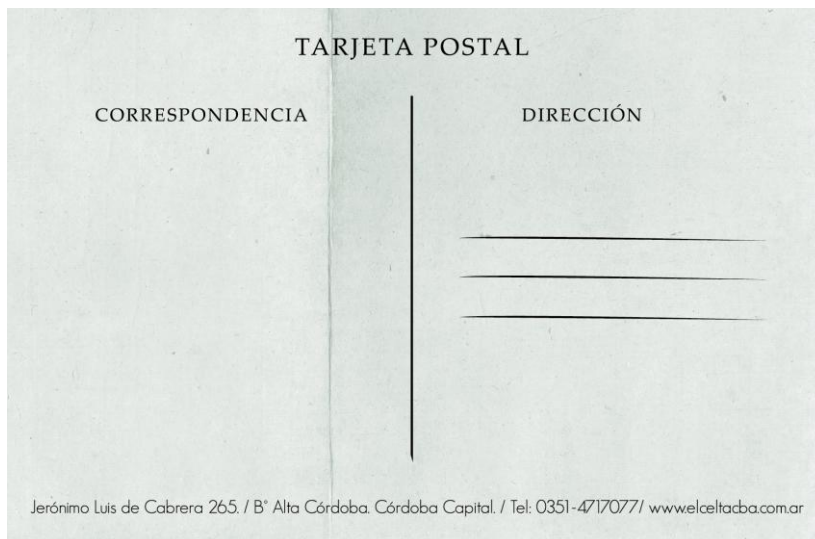 TARJETA POSTAL
CORRESPONDENCIA
DIRECCIÓN
Jerónimo Luis de Cabrera 265. / B° Alta Córdoba. Córdoba Capital. / Tel: 0351-4717077/ www.elceltacba.com.ar